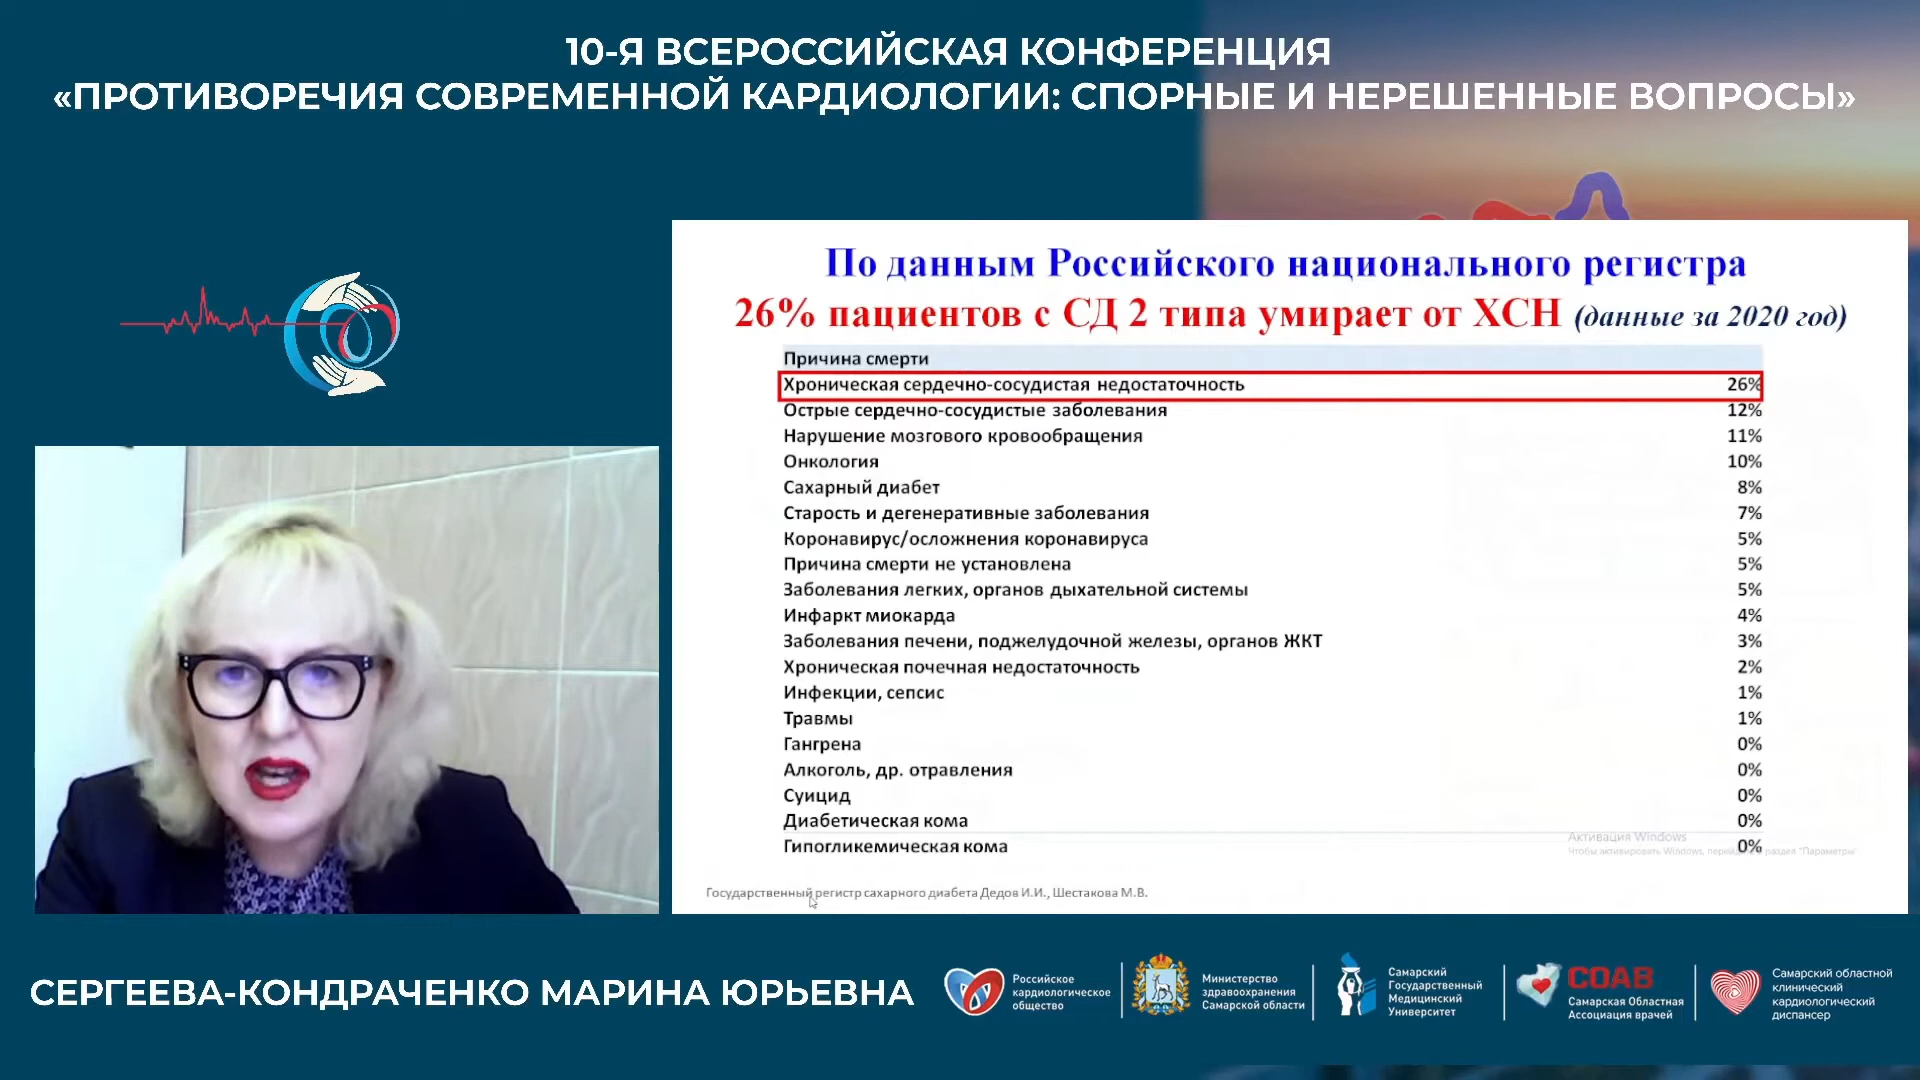 10-Я ВСЕРОССИЙСКАЯ КОНФЕРЕНЦИЯ
«ПРОТИВОРЕЧИЯ СОВРЕМЕННОЙ КАРДИОЛОГИИ: СПОРНЫЕ И НЕРЕШЕННЫЕ ВОПРОСЫ»
По данным Российского национального регистра
26% пациентов с СД 2 типа умирает от ХСН (данные за 2020 год)
Причина смерти
Хроническая сердечно-сосудистая недостаточность 26%
Острые сердечно-сосудистые заболевания 12%
Нарушение мозгового кровообращения 11%
Онкология 10%
Сахарный диабет 8%
Старость и дегенеративные заболевания 7%
Коронавирус/осложнения коронавируса 5%
Причина смерти не установлена 5%
Заболевания легких, органов дыхательной системы 5%
Инфаркт миокарда 4%
Заболевания печени, поджелудочной железы, органов ЖКТ 3%
Хроническая почечная недостаточность 2%
Инфекции, сепсис 1%
Травмы 1%
Гангрена 0%
Алкоголь, др. отравления 0%
Суицид 0%
Диабетическая кома 0%
Гипогликемическая кома 0%
Активация Windows
Чтобы активировать Windows, раздел "Параметры"
Государственный регистр сахарного диабета Дедов И.И., Шестакова М.В.
СЕРГЕЕВА-КОНДРАЧЕНКО МАРИНА ЮРЬЕВНА
Российское
кардиологическое
общество
Министерство
здравоохранения
Самарской области
Самарский
Государственный
Медицинский
Университет
СОАВ
Самарская Областная
Ассоциация врачей
Самарский областной
клинический
кардиологический
диспансер